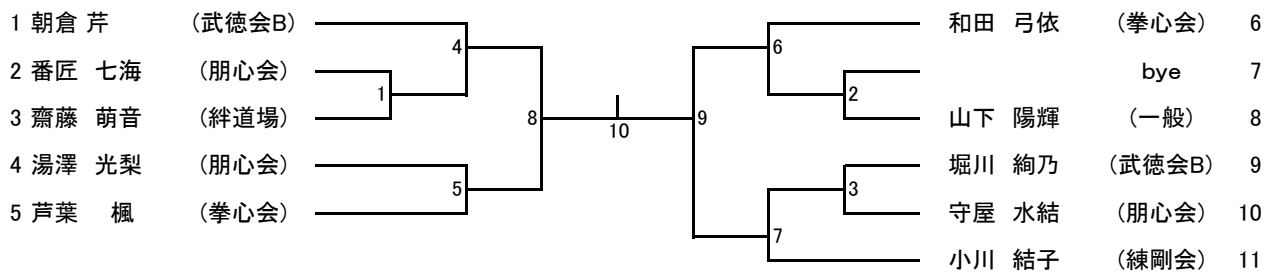 1 朝倉 芹 (武徳会B)
2 番匠 七海 (朋心会)
3 齋藤 萌音 (絆道場)
4 湯澤 光梨 (朋心会)
5 芦葉 楓 (拳心会)
4
1
8
5
10
9
6
2
3
7
和田 弓依 (拳心会) 6
bye 7
山下 陽輝 (一般) 8
堀川 絢乃 (武徳会B) 9
守屋 水結 (朋心会) 10
小川 結子 (練剛会) 11